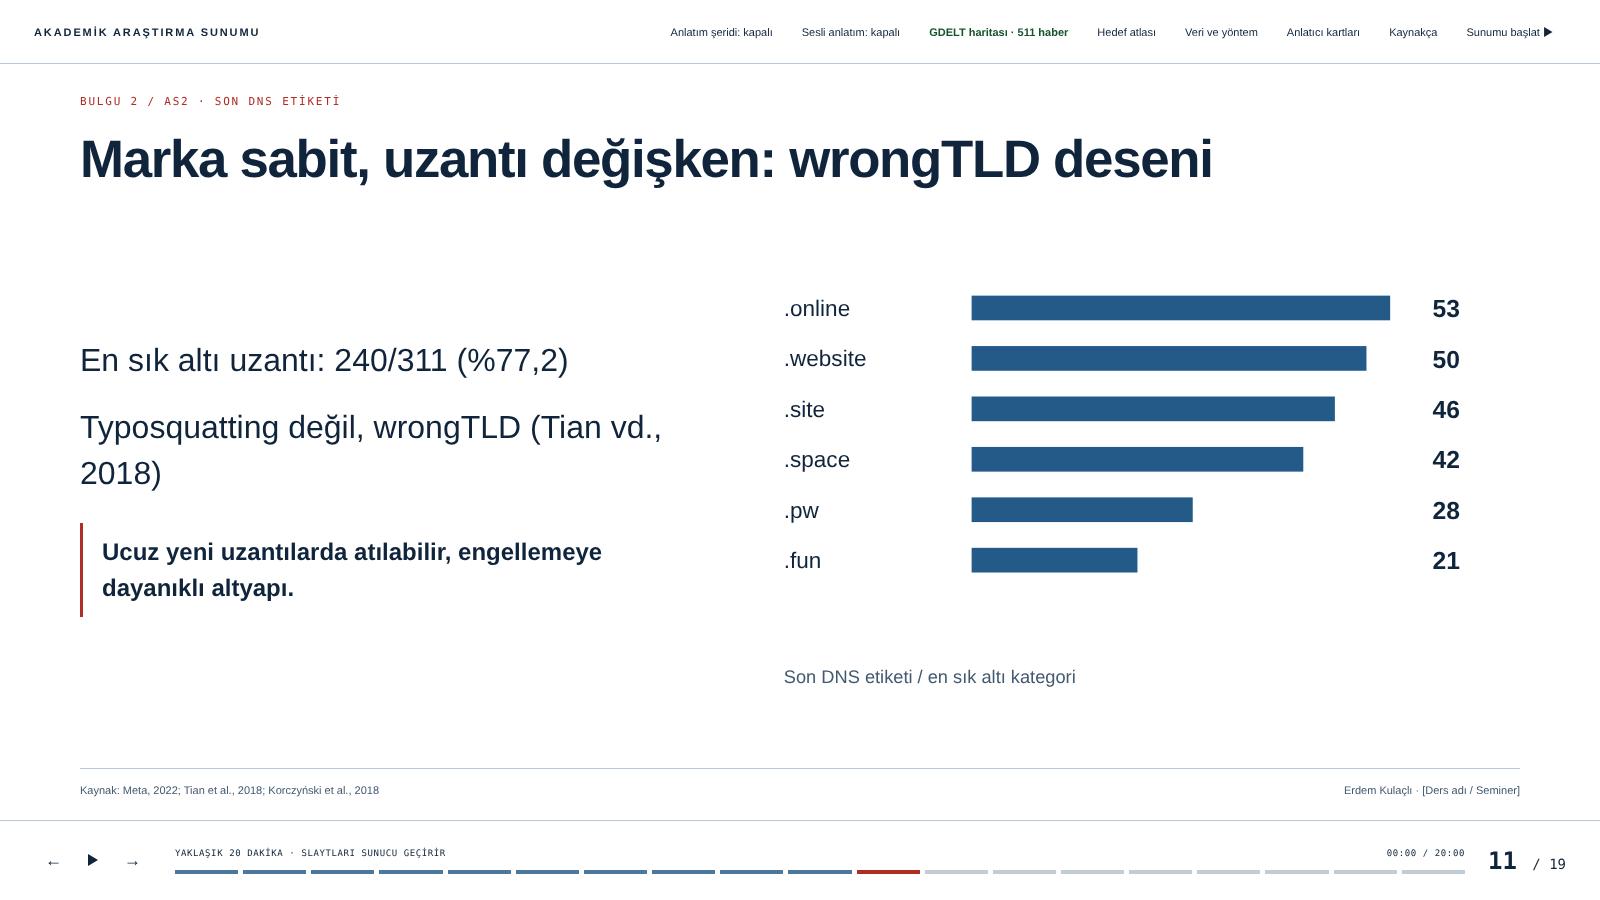 AKADEMİK ARAŞTIRMA SUNUMU
Anlatım şeridi: kapalı
Sesli anlatım: kapalı
GDELT haritası · 511 haber
Hedef atlası
Veri ve yöntem
Anlatıcı kartları
Kaynakça
Sunumu başlat ▶
BULGU 2 / AS2 · SON DNS ETİKETİ
Marka sabit, uzantı değişken: wrongTLD deseni
En sık altı uzantı: 240/311 (%77,2)
Typosquatting değil, wrongTLD (Tian vd.,
2018)
Ucuz yeni uzantılarda atılabilir, engellemeye
dayanıklı altyapı.
.online 53
.website 50
.site 46
.space 42
.pw 28
.fun 21
Son DNS etiketi / en sık altı kategori
Kaynak: Meta, 2022; Tian et al., 2018; Korczyński et al., 2018
Erdem Kulaçlı · [Ders adı / Seminer]
← ▶ →
YAKLAŞIK 20 DAKİKA · SLAYTLARI SUNUCU GEÇİRİR
00:00 / 20:00
11 / 19